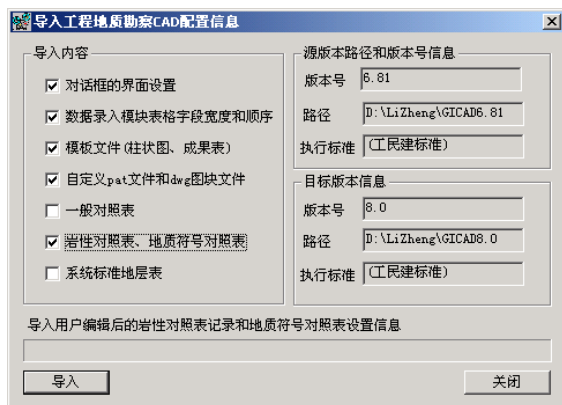 导入工程地质勘察CAD配置信息
导入内容
对话框的界面设置
数据录入模块表格字段宽度和顺序
模板文件(柱状图、成果表)
自定义pat文件和dwg图块文件
一般对照表
岩性对照表、地质符号对照表
系统标准地层表
源版本路径和版本号信息
版本号 6.81
路径 D:\LiZheng\GICAD6.81
执行标准 (工民建标准)
目标版本信息
版本号 8.0
路径 D:\LiZheng\GICAD8.0
执行标准 (工民建标准)
导入用户编辑后的岩性对照表记录和地质符号对照表设置信息
导入 关闭